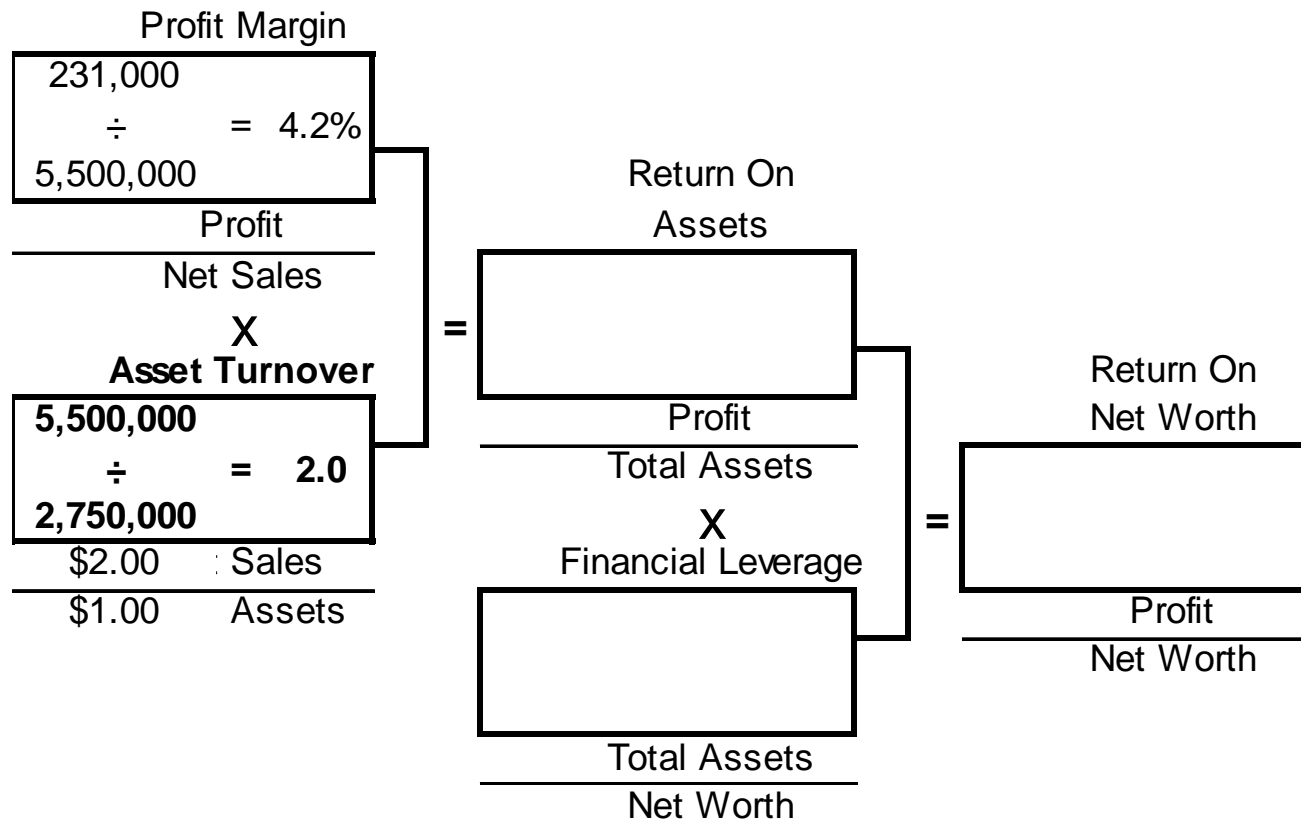 Profit Margin
231,000
÷ = 4.2%
5,500,000
Profit
Net Sales
X
Asset Turnover
5,500,000
÷ = 2.0
2,750,000
$2.00 : Sales
$1.00 Assets
=
Return On
Assets
Profit
Total Assets
X
Financial Leverage
Total Assets
Net Worth
=
Return On
Net Worth
Profit
Net Worth